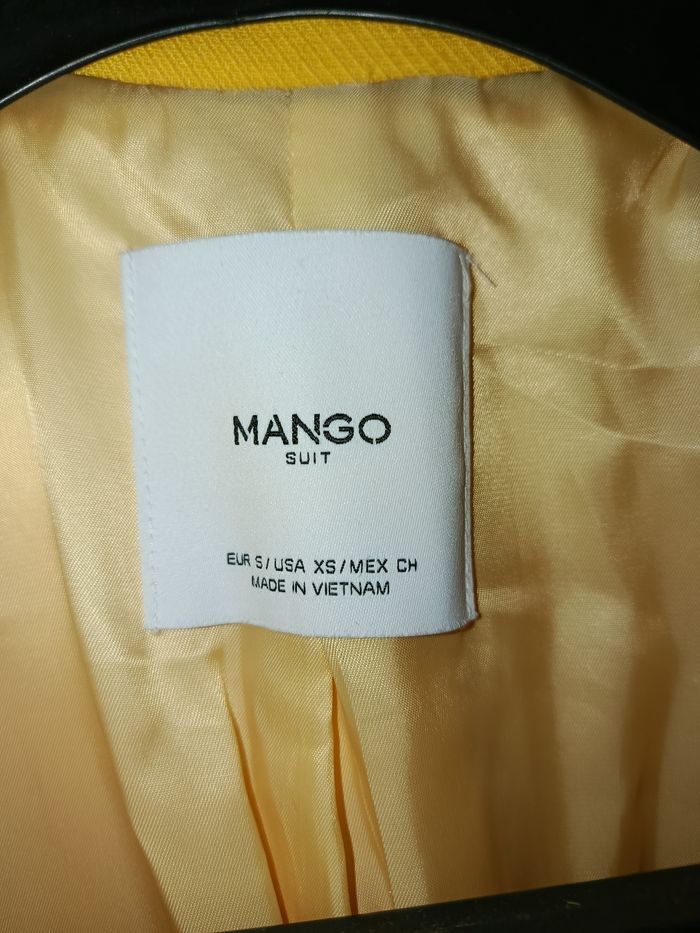 MANGO
SUIT
EUR S/USA XS/MEX CH
MADE IN VIETNAM